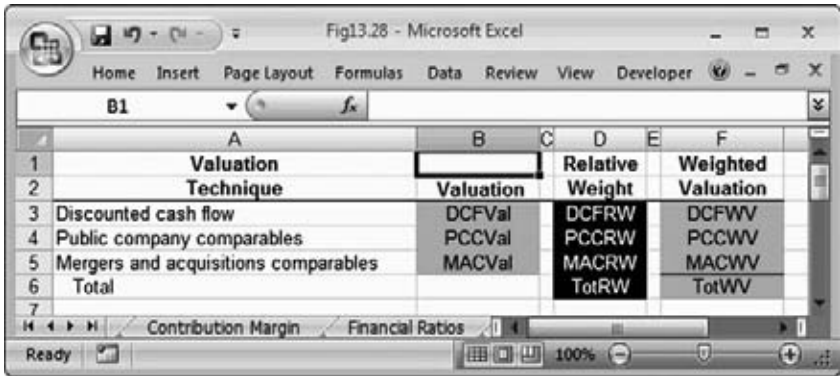 Fig13.28 - Microsoft Excel
Home Insert Page Layout Formulas Data Review View Developer
B1 fx
A B C D E F
1 Valuation Relative Weighted
2 Technique Valuation Weight Valuation
3 Discounted cash flow DCFVal DCFRW DCFWV
4 Public company comparables PCCVal PCCRW PCCWV
5 Mergers and acquisitions comparables MACVal MACRW MACWV
6 Total TotRW TotWV
7
Contribution Margin Financial Ratios
Ready 100%